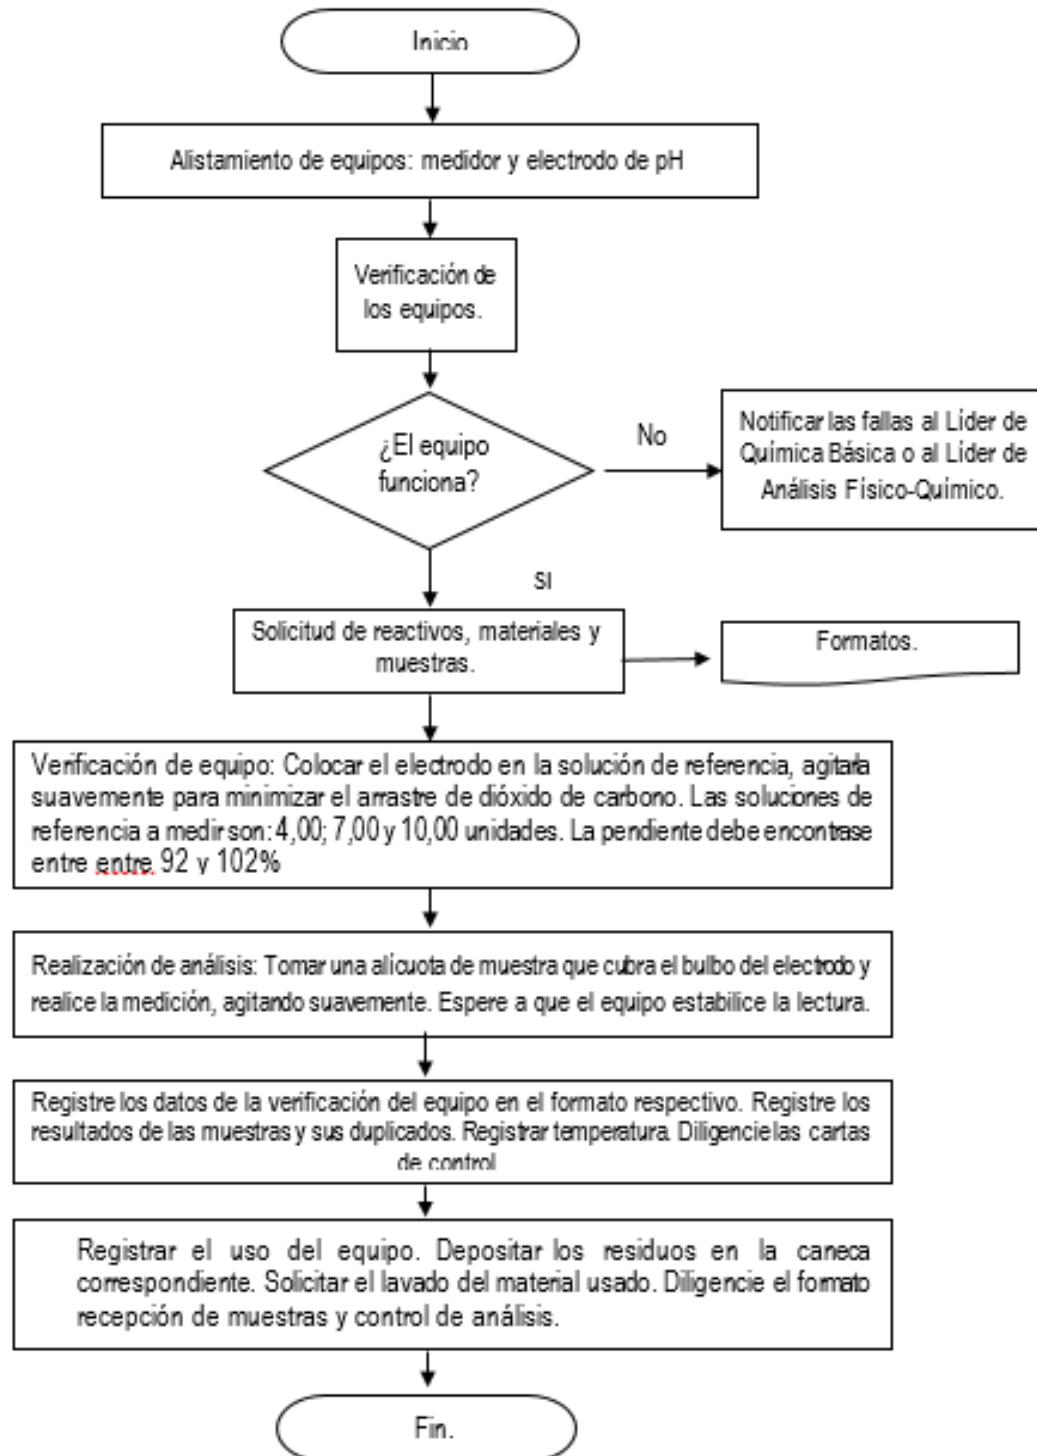 Inicio
Alistamiento de equipos: medidor y electrodo de pH
Verificación de
los equipos.
¿El equipo
funciona?
No
Notificar las fallas al Líder de
Química Básica o al Líder de
Análisis Físico-Químico.
SI
Solicitud de reactivos, materiales y
muestras.
Formatos.
Verificación de equipo: Colocar el electrodo en la solución de referencia, agitarla
suavemente para minimizar el arrastre de dióxido de carbono. Las soluciones de
referencia a medir son: 4,00; 7,00 y 10,00 unidades. La pendiente debe encontrase
entre entre 92 y 102%
Realización de análisis: Tomar una alícuota de muestra que cubra el bulbo del electrodo y
realice la medición, agitando suavemente. Espere a que el equipo estabilice la lectura.
Registre los datos de la verificación del equipo en el formato respectivo. Registre los
resultados de las muestras y sus duplicados. Registrar temperatura. Diligencie las cartas
de control
Registrar el uso del equipo. Depositar los residuos en la caneca
correspondiente. Solicitar el lavado del material usado. Diligencie el formato
recepción de muestras y control de análisis.
Fin.